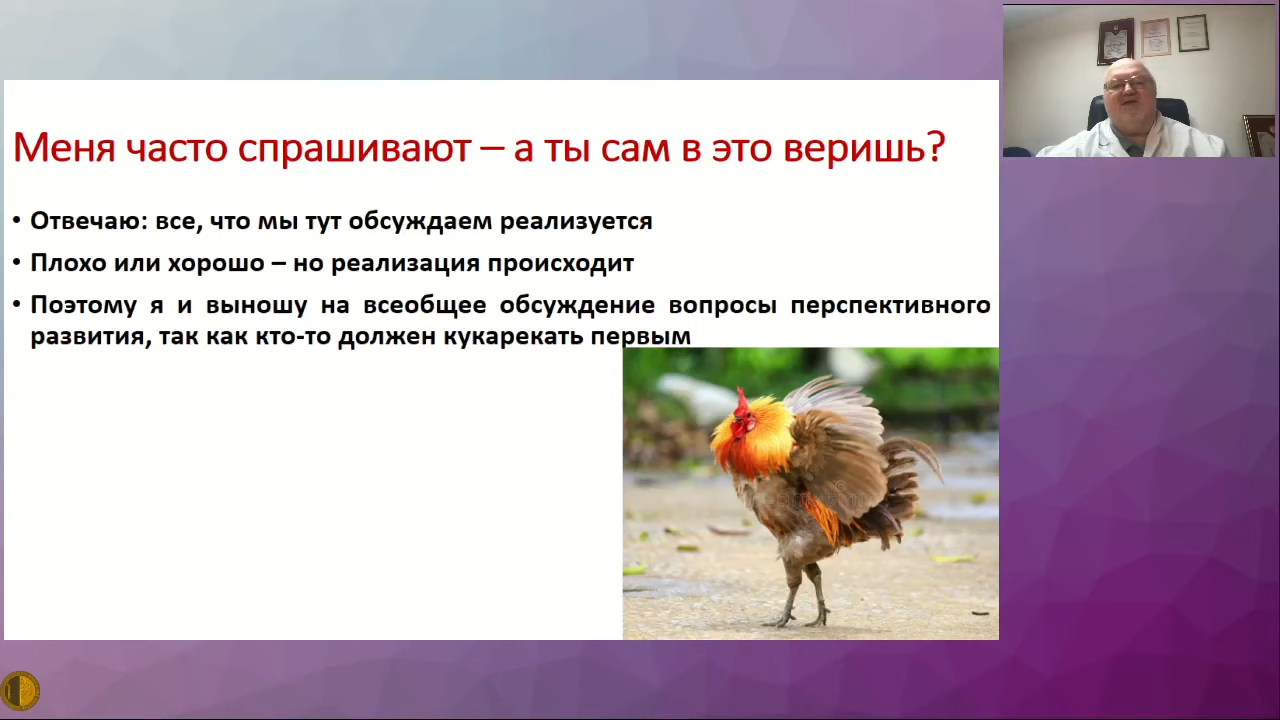 Меня часто спрашивают – а ты сам в это веришь?
• Отвечаю: все, что мы тут обсуждаем реализуется
• Плохо или хорошо – но реализация происходит
• Поэтому я и выношу на всеобщее обсуждение вопросы перспективного
развития, так как кто-то должен кукарекать первым